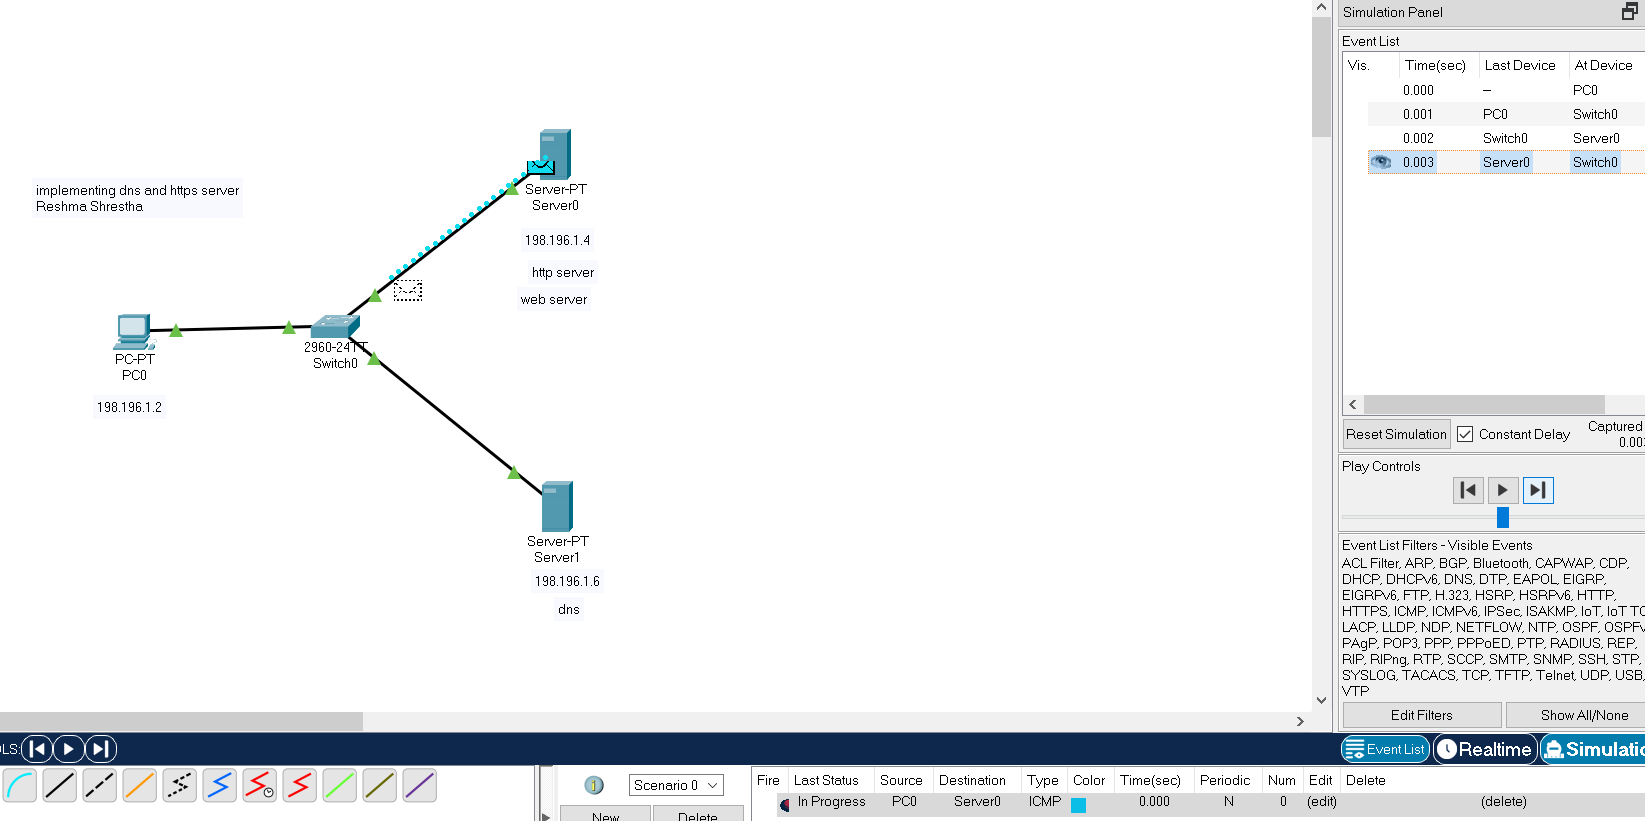 implementing dns and https server
Reshma Shrestha
Server-PT
Server0
198.196.1.4
http server
web server
2960-24TT
Switch0
PC-PT
PC0
198.196.1.2
Server-PT
Server1
198.196.1.6
dns
Simulation Panel
Event List
Vis. Time(sec) Last Device At Device
0.000 -- PC0
0.001 PC0 Switch0
0.002 Switch0 Server0
0.003 Server0 Switch0
Reset Simulation Constant Delay Captured
0.003
Play Controls
Event List Filters - Visible Events
ACL Filter, ARP, BGP, Bluetooth, CAPWAP, CDP,
DHCP, DHCPv6, DNS, DTP, EAPOL, EIGRP,
EIGRPv6, FTP, H.323, HSRP, HSRPv6, HTTP,
HTTPS, ICMP, ICMPv6, IPSec, ISAKMP, IoT, IoT TC
LACP, LLDP, NDP, NETFLOW, NTP, OSPF, OSPFv
PAgP, POP3, PPP, PPPoED, PTP, RADIUS, REP,
RIP, RIPng, RTP, SCCP, SMTP, SNMP, SSH, STP,
SYSLOG, TACACS, TCP, TFTP, Telnet, UDP, USB,
VTP
Edit Filters Show All/None
LS: Event List Realtime Simulatio
Scenario 0
New Delete
Fire Last Status Source Destination Type Color Time(sec) Periodic Num Edit Delete
In Progress PC0 Server0 ICMP 0.000 N 0 (edit) (delete)